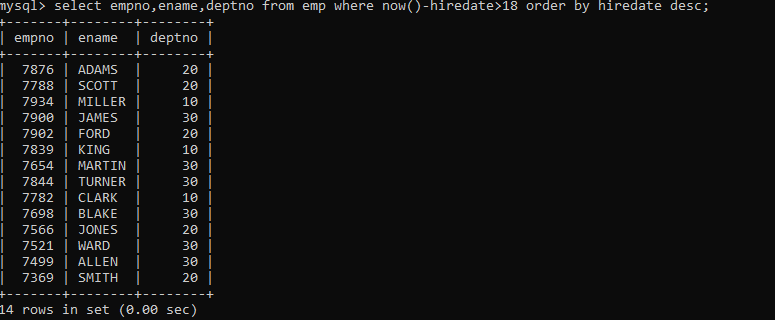 mysql> select empno,ename,deptno from emp where now()-hiredate>18 order by hiredate desc;
+-------+--------+--------+
| empno | ename  | deptno |
+-------+--------+--------+
|  7876 | ADAMS  |     20 |
|  7788 | SCOTT  |     20 |
|  7934 | MILLER |     10 |
|  7900 | JAMES  |     30 |
|  7902 | FORD   |     20 |
|  7839 | KING   |     10 |
|  7654 | MARTIN |     30 |
|  7844 | TURNER |     30 |
|  7782 | CLARK  |     10 |
|  7698 | BLAKE  |     30 |
|  7566 | JONES  |     20 |
|  7521 | WARD   |     30 |
|  7499 | ALLEN  |     30 |
|  7369 | SMITH  |     20 |
+-------+--------+--------+
14 rows in set (0.00 sec)